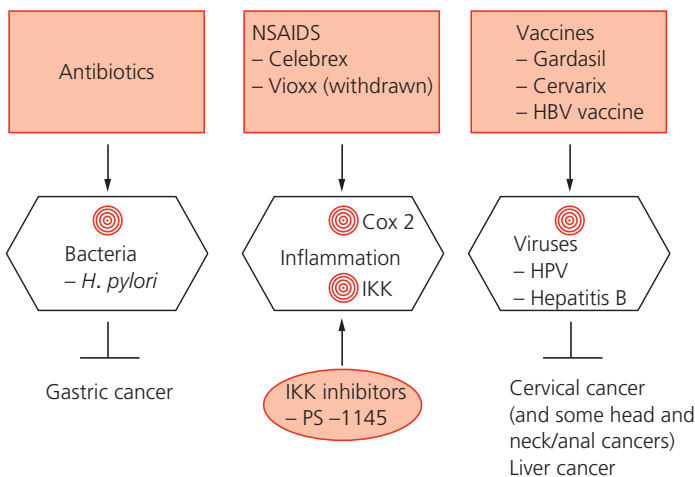 Antibiotics
NSAIDS
– Celebrex
– Vioxx (withdrawn)
Vaccines
– Gardasil
– Cervarix
– HBV vaccine
Bacteria
– H. pylori
Cox 2
Inflammation
IKK
Viruses
– HPV
– Hepatitis B
Gastric cancer
IKK inhibitors
– PS –1145
Cervical cancer
(and some head and
neck/anal cancers)
Liver cancer